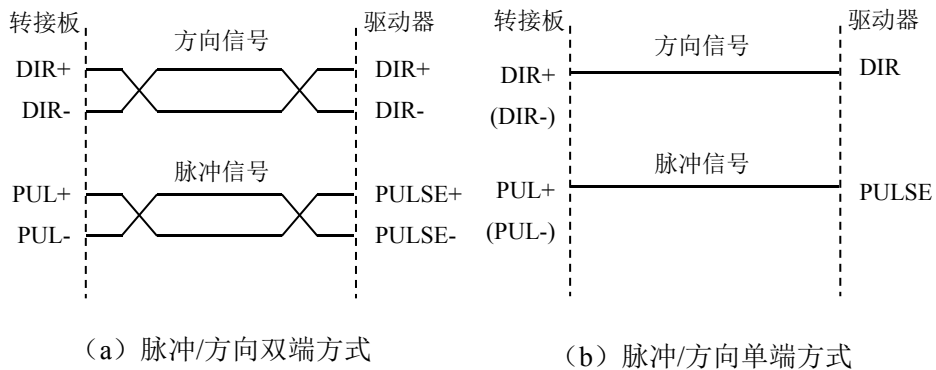 转接板 驱动器
方向信号
DIR+ DIR+
DIR- DIR-
脉冲信号
PUL+ PULSE+
PUL- PULSE-
（a）脉冲/方向双端方式
转接板 驱动器
方向信号
DIR+ DIR
(DIR-)
脉冲信号
PUL+ PULSE
(PUL-)
（b）脉冲/方向单端方式